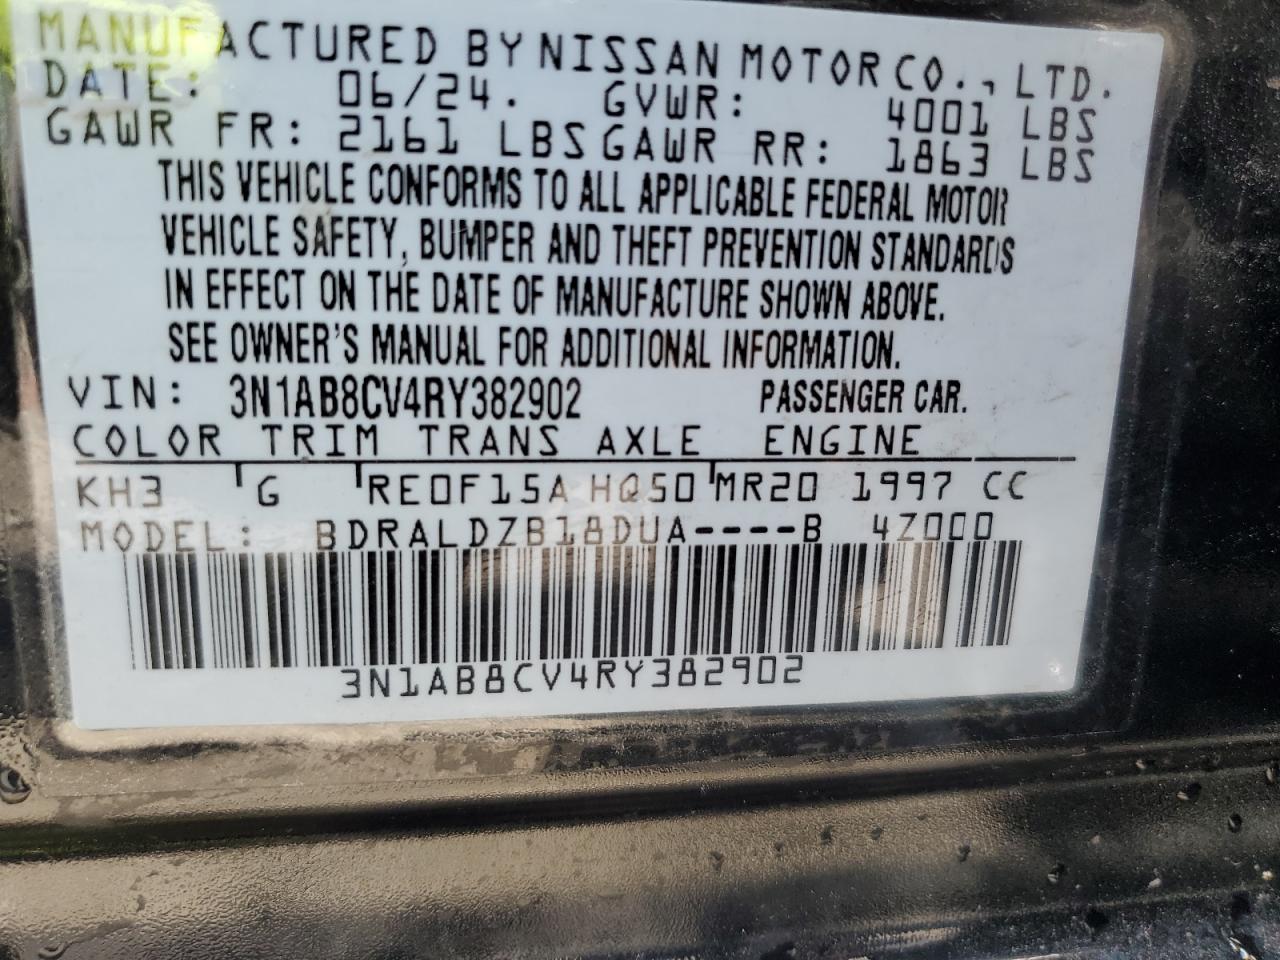 MANUFACTURED BY NISSAN MOTOR CO., LTD.
DATE: 06/24. GVWR: 4001 LBS
GAWR FR: 2161 LBS GAWR RR: 1863 LBS
THIS VEHICLE CONFORMS TO ALL APPLICABLE FEDERAL MOTOR
VEHICLE SAFETY, BUMPER AND THEFT PREVENTION STANDARDS
IN EFFECT ON THE DATE OF MANUFACTURE SHOWN ABOVE.
SEE OWNER'S MANUAL FOR ADDITIONAL INFORMATION.
VIN: 3N1AB8CV4RY382902 PASSENGER CAR.
COLOR TRIM TRANS AXLE ENGINE
KH3 G RE0F15A HQ50 MR20 1997 CC
MODEL: BDRALDZB18DUA----B 4Z000
3N1AB8CV4RY382902